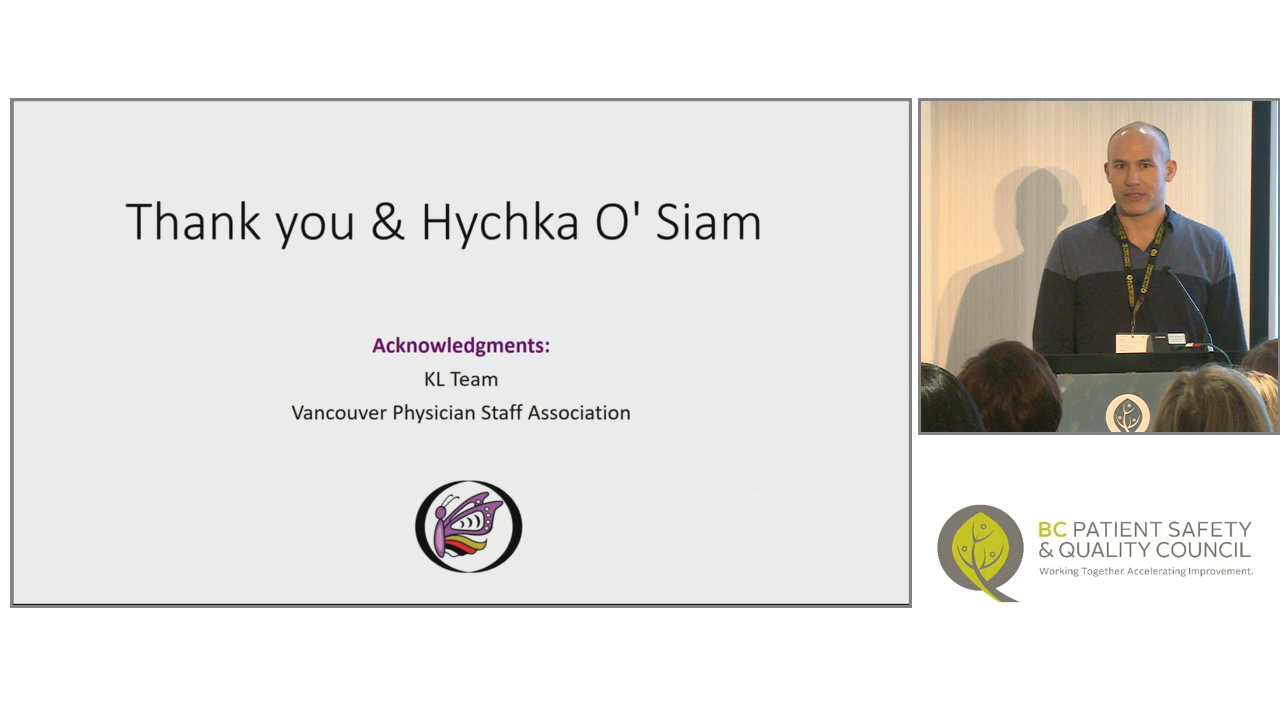 Thank you & Hychka O' Siam
Acknowledgments:
KL Team
Vancouver Physician Staff Association
BC PATIENT SAFETY
& QUALITY COUNCIL
Working Together. Accelerating Improvement.